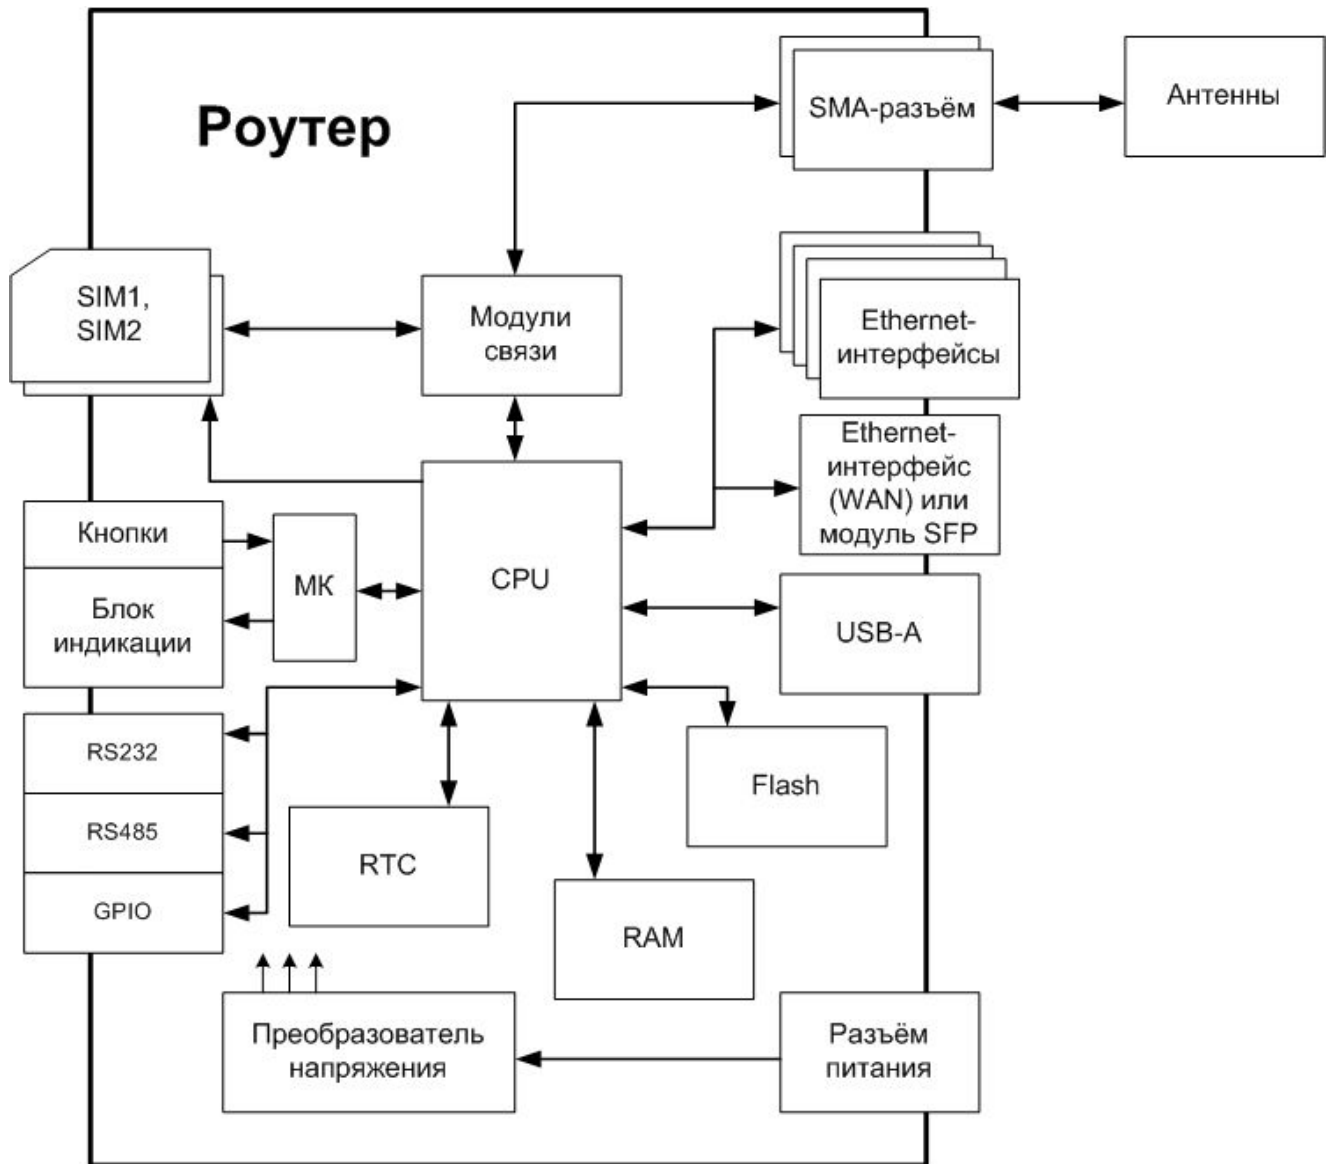 Роутер
SMA-разъём
Антенны
SIM1,
SIM2
Модули
связи
Ethernet-
интерфейсы
Ethernet-
интерфейс
(WAN) или
модуль SFP
Кнопки
Блок
индикации
МК
CPU
USB-A
RS232
RS485
GPIO
RTC
Flash
RAM
Преобразователь
напряжения
Разъём
питания